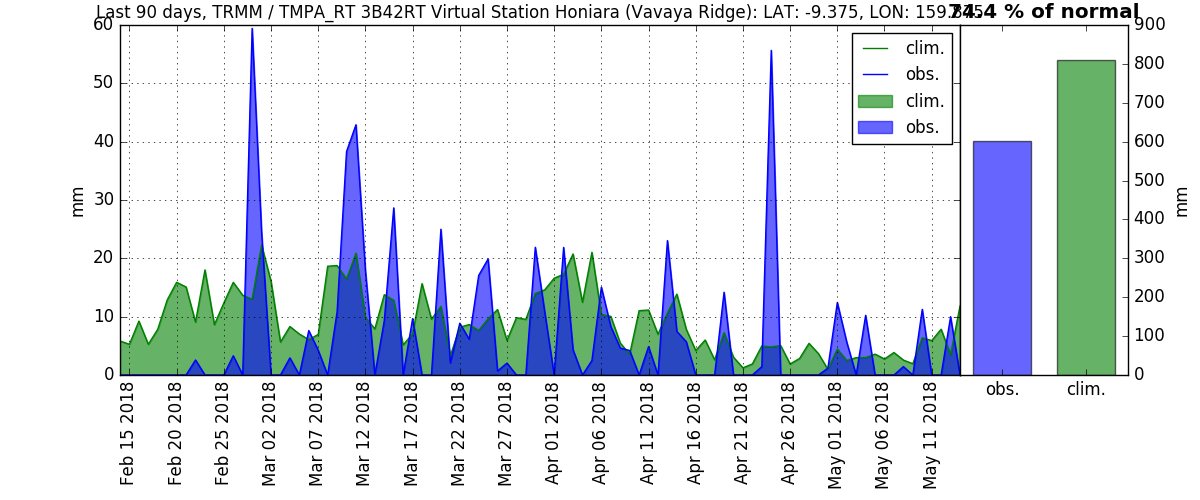 Last 90 days, TRMM / TMPA_RT 3B42RT Virtual Station Honiara (Vavaya Ridge): LAT: -9.375, LON:
74.4 % of normal
60
50
40
30
20
10
0
mm
clim.
obs.
clim.
obs.
900
800
700
600
500
400
300
200
100
0
mm
Feb 15 2018
Feb 20 2018
Feb 25 2018
Mar 02 2018
Mar 07 2018
Mar 12 2018
Mar 17 2018
Mar 22 2018
Mar 27 2018
Apr 01 2018
Apr 06 2018
Apr 11 2018
Apr 16 2018
Apr 21 2018
Apr 26 2018
May 01 2018
May 06 2018
May 11 2018
obs.
clim.